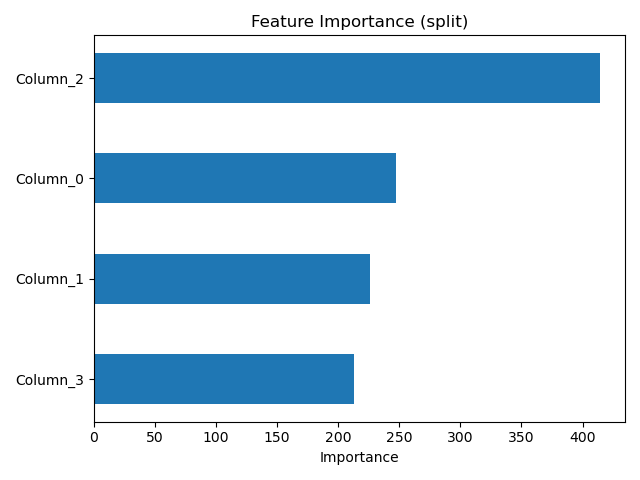 Feature Importance (split)
Column_2
Column_0
Column_1
Column_3
0 50 100 150 200 250 300 350 400
Importance